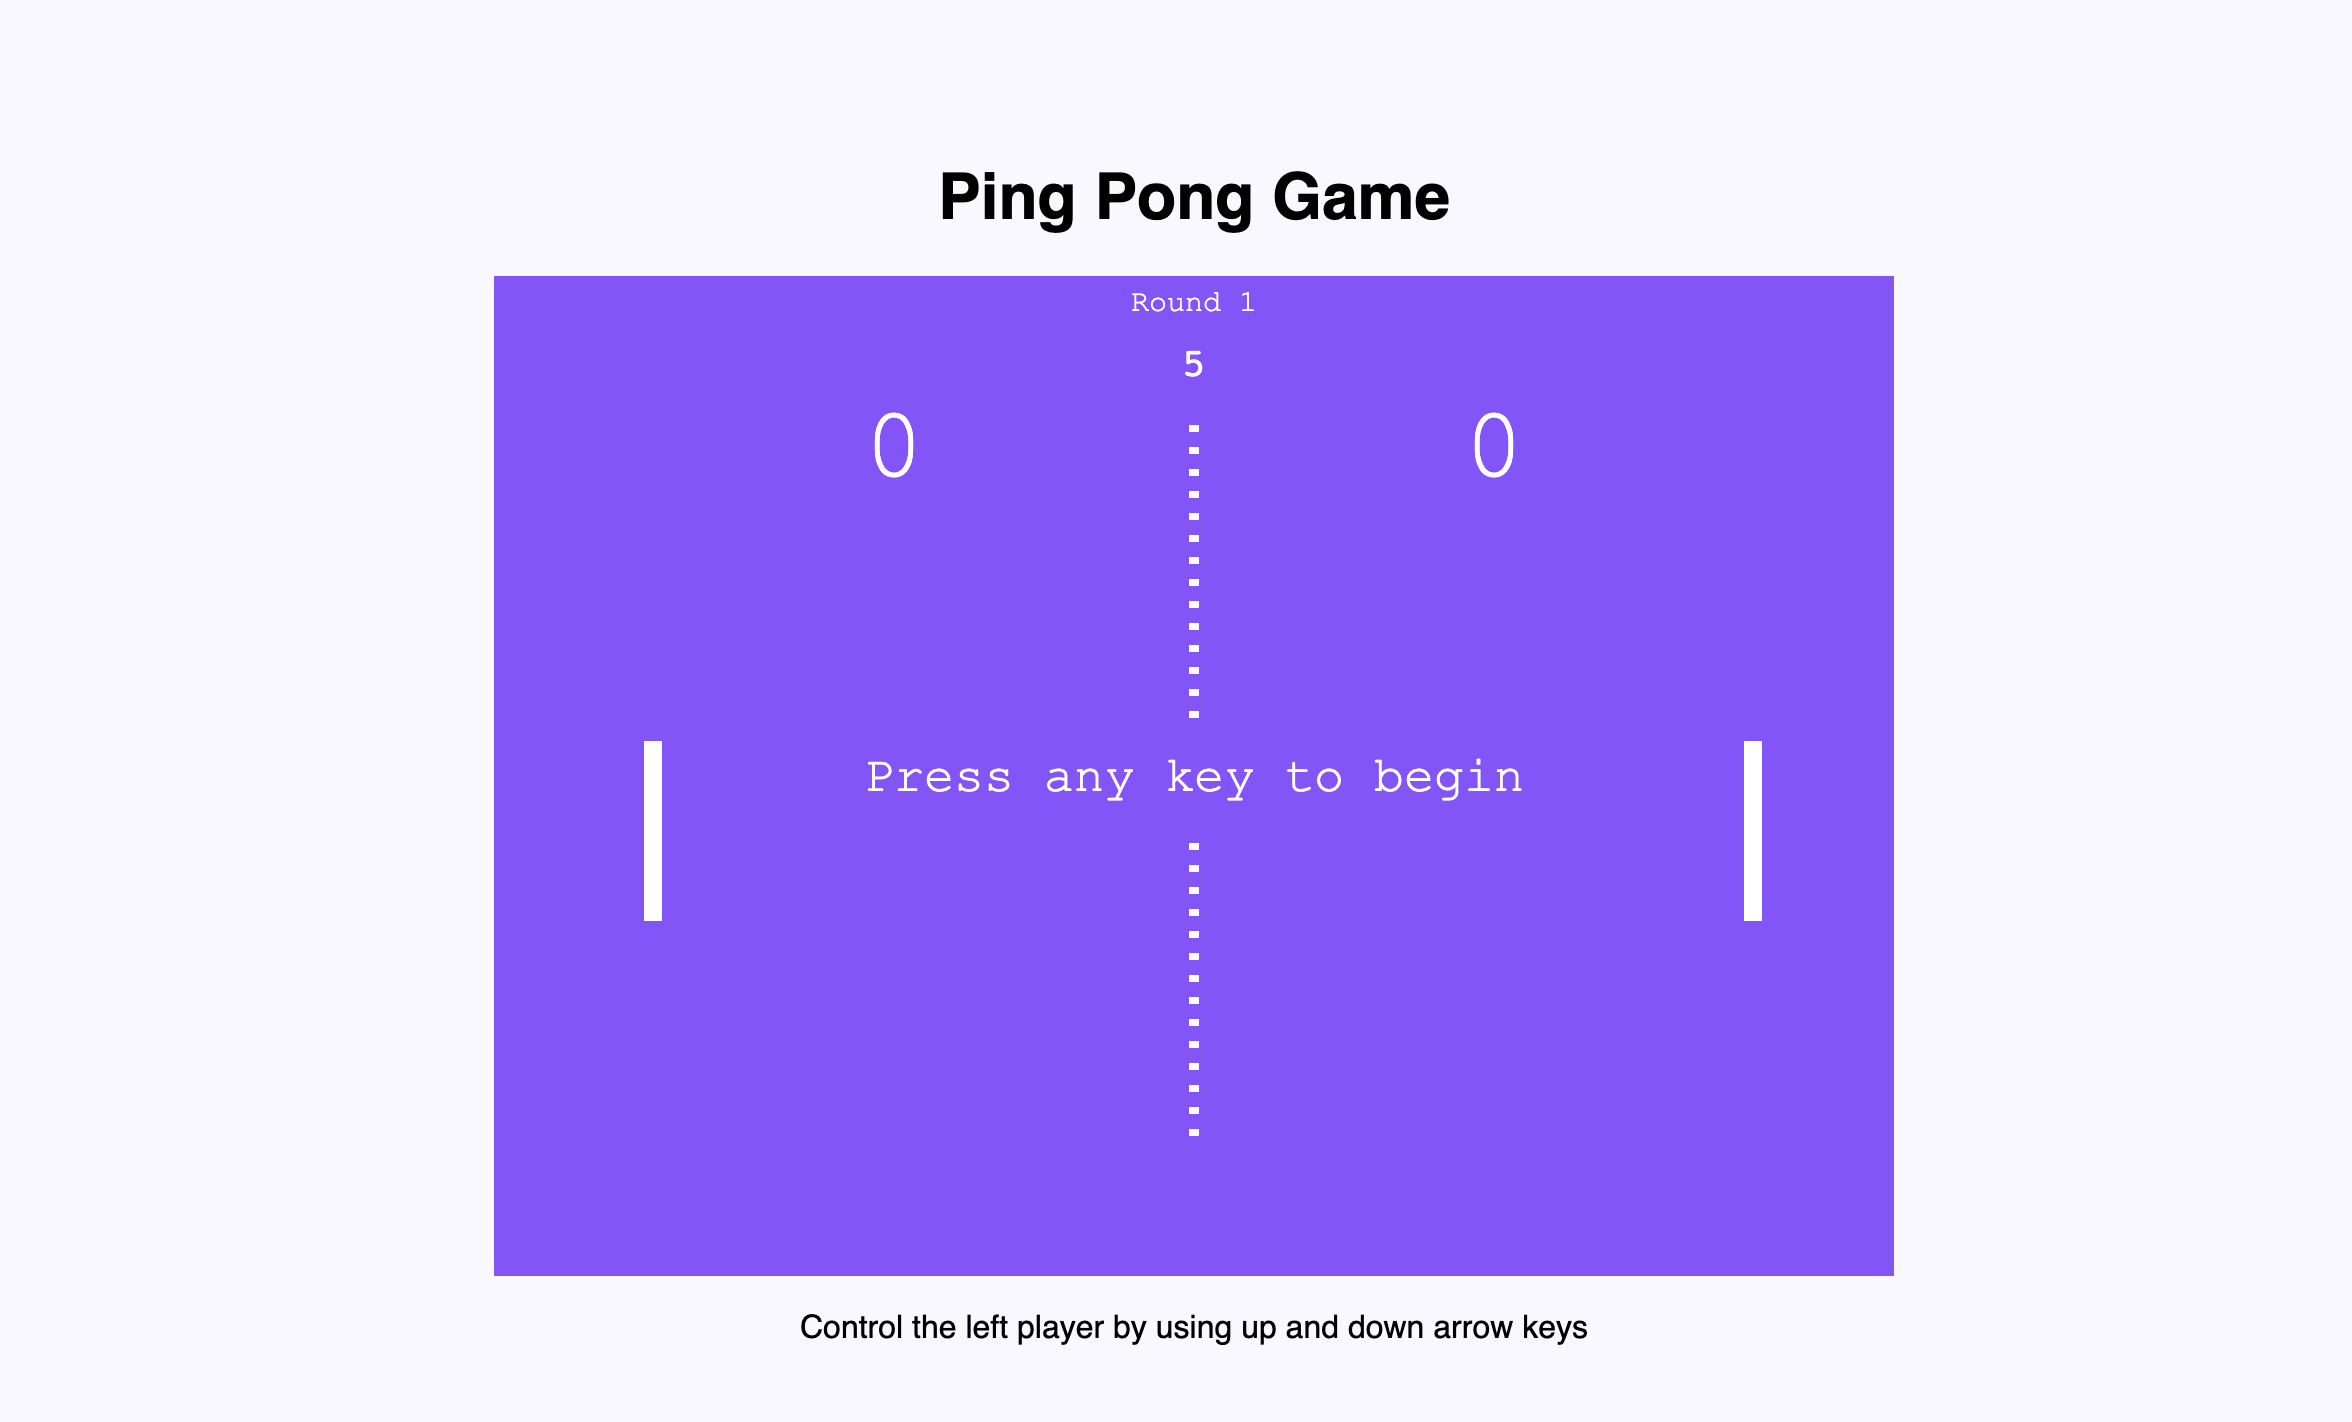 Ping Pong Game
Round 1
5
0 0
Press any key to begin
Control the left player by using up and down arrow keys